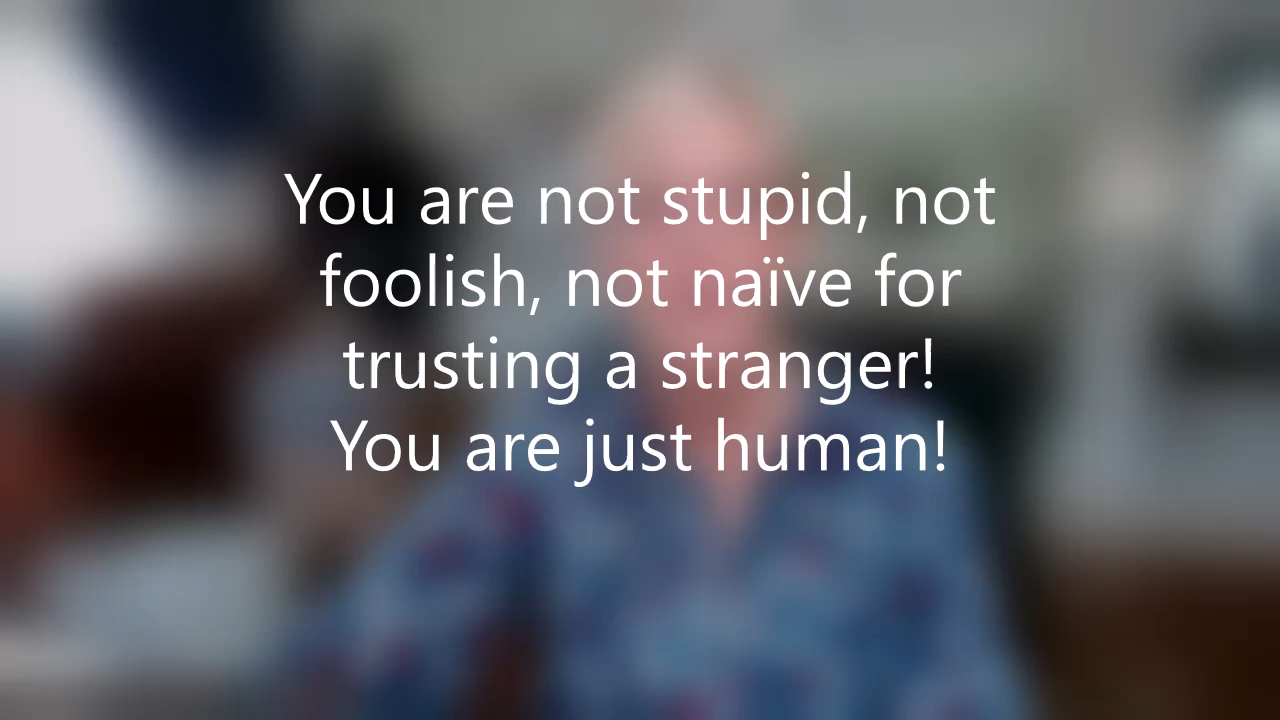 You are not stupid, not
foolish, not naïve for
trusting a stranger!
You are just human!